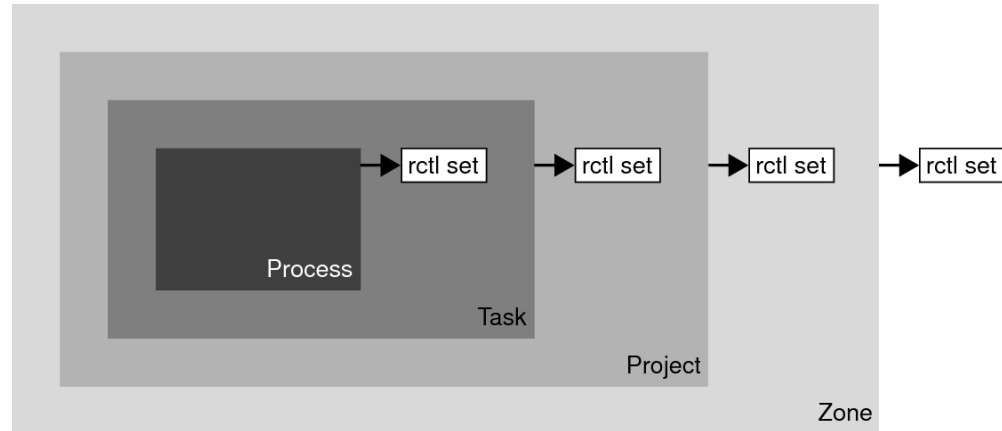 rctl set
rctl set
rctl set
rctl set
Process
Task
Project
Zone